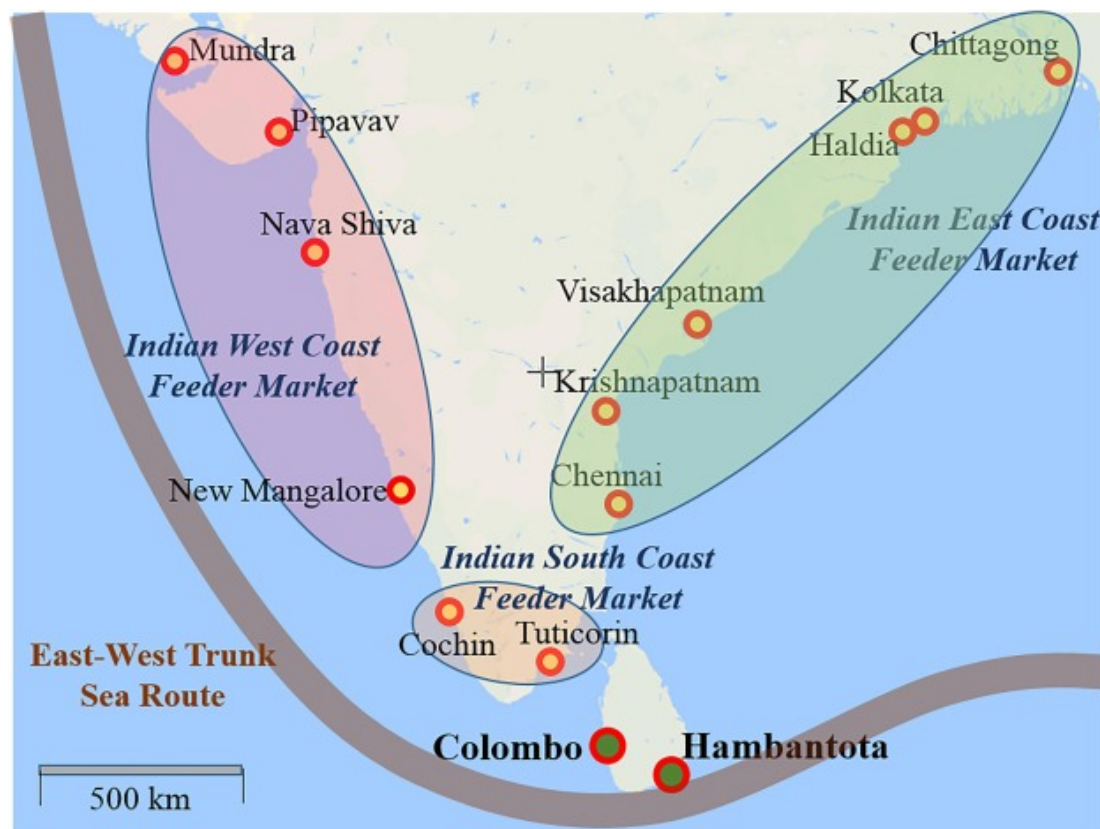 Mundra
Chittagong
Kolkata
Pipavav
Haldia
Nava Shiva
Indian East Coast
Feeder Market
Visakhapatnam
Indian West Coast
Feeder Market
Krishnapatnam
Chennai
New Mangalore
Indian South Coast
Feeder Market
Cochin
Tuticorin
East-West Trunk
Sea Route
Colombo
Hambantota
500 km